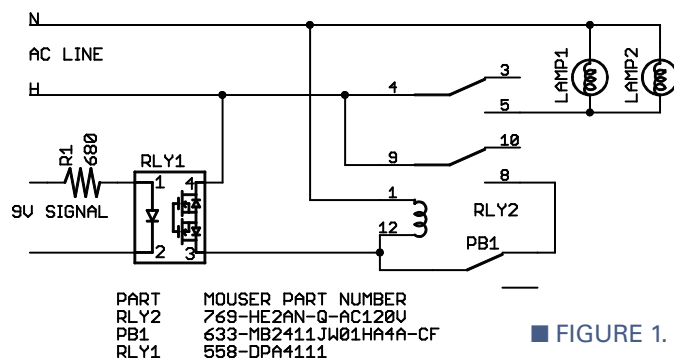 N
AC LINE
H
LAMP1
LAMP2
3
4
5
10
9
8
R1
680
RLY1
1
4
9V SIGNAL
2
3
1
12
RLY2
PB1
PART MOUSER PART NUMBER
RLY2 769-HE2AN-Q-AC120V
PB1 633-MB2411JW01HA4A-CF
RLY1 558-DPA4111
■ FIGURE 1.